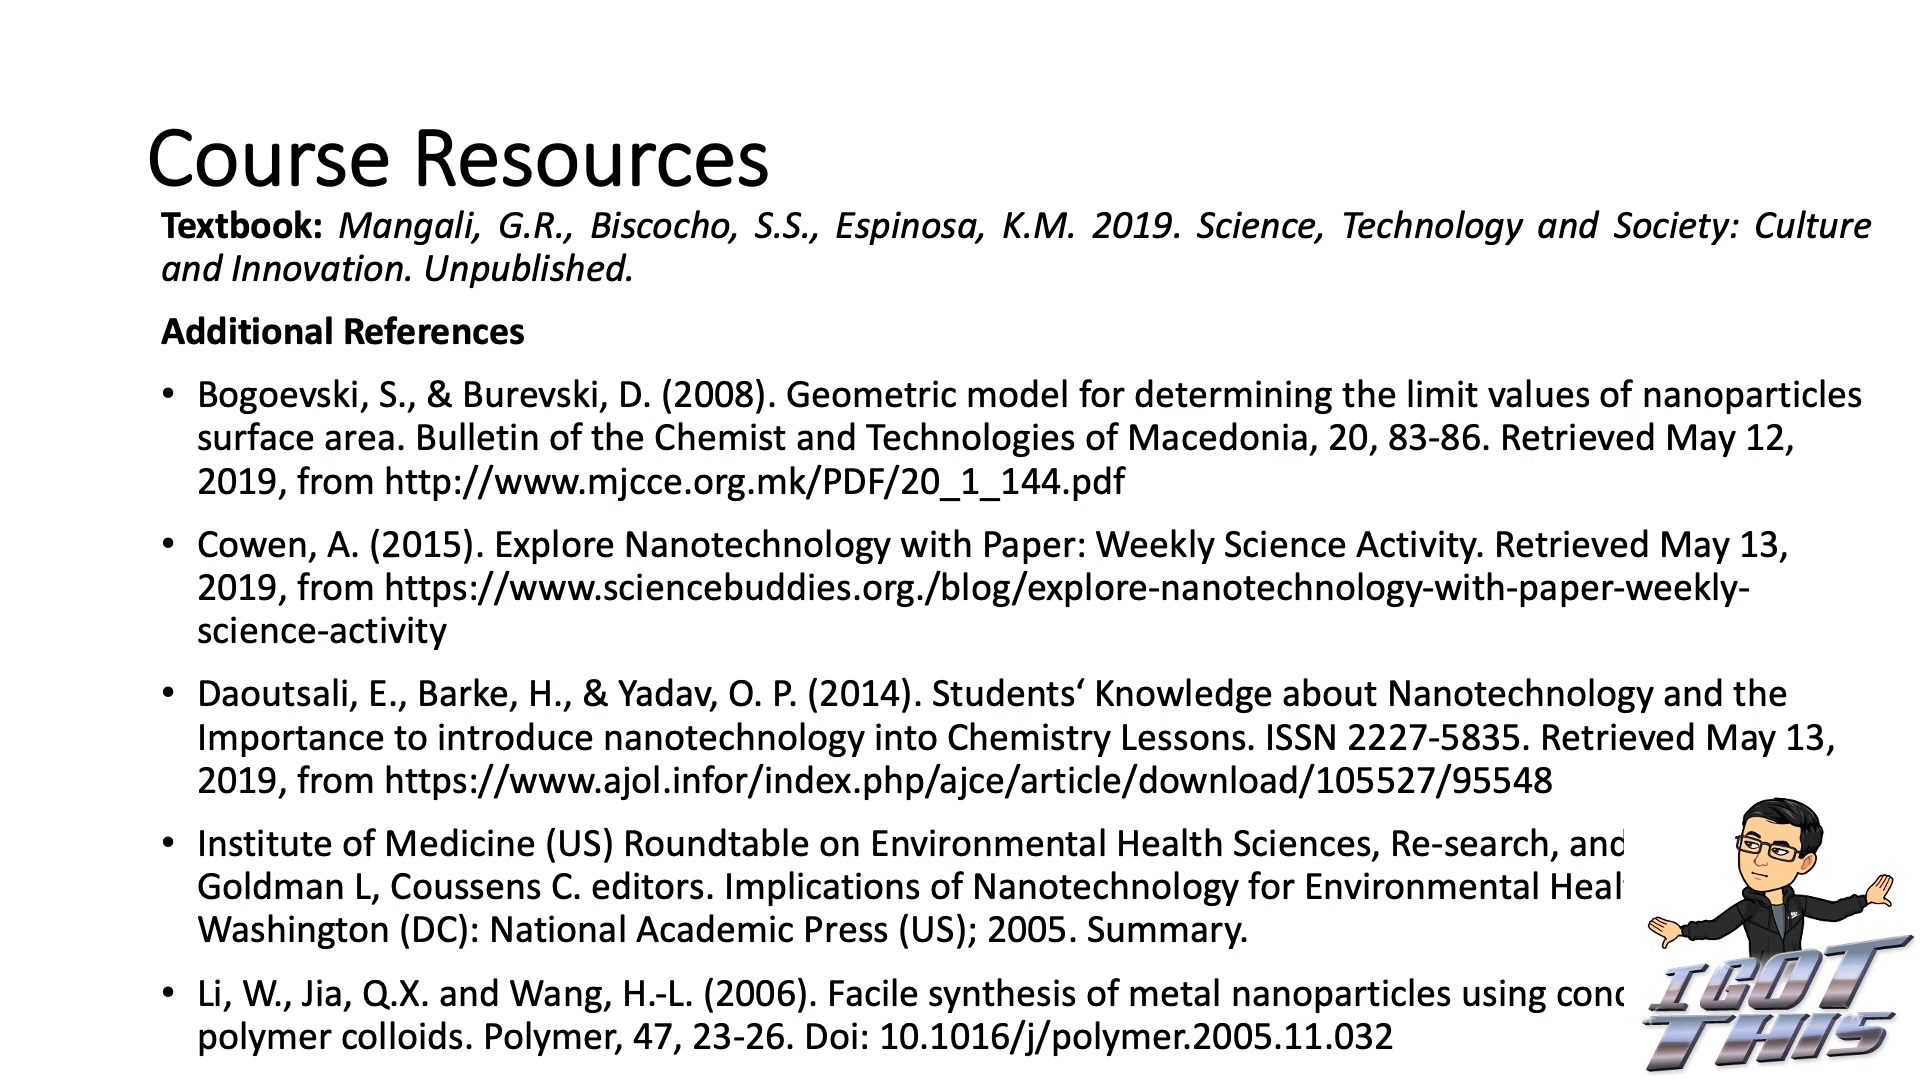 Course Resources
Textbook: Mangali, G.R., Biscocho, S.S., Espinosa, K.M. 2019. Science, Technology and Society: Culture
and Innovation. Unpublished.
Additional References
• Bogoevski, S., & Burevski, D. (2008). Geometric model for determining the limit values of nanoparticles
surface area. Bulletin of the Chemist and Technologies of Macedonia, 20, 83-86. Retrieved May 12,
2019, from http://www.mjcce.org.mk/PDF/20_1_144.pdf
• Cowen, A. (2015). Explore Nanotechnology with Paper: Weekly Science Activity. Retrieved May 13,
2019, from https://www.sciencebuddies.org./blog/explore-nanotechnology-with-paper-weekly-
science-activity
• Daoutsali, E., Barke, H., & Yadav, O. P. (2014). Students‘ Knowledge about Nanotechnology and the
Importance to introduce nanotechnology into Chemistry Lessons. ISSN 2227-5835. Retrieved May 13,
2019, from https://www.ajol.infor/index.php/ajce/article/download/105527/95548
• Institute of Medicine (US) Roundtable on Environmental Health Sciences, Re-search, and
Goldman L, Coussens C. editors. Implications of Nanotechnology for Environmental
Washington (DC): National Academic Press (US); 2005. Summary.
• Li, W., Jia, Q.X. and Wang, H.-L. (2006). Facile synthesis of metal nanoparticles using
polymer colloids. Polymer, 47, 23-26. Doi: 10.1016/j/polymer.2005.11.032
I GOT
THIS